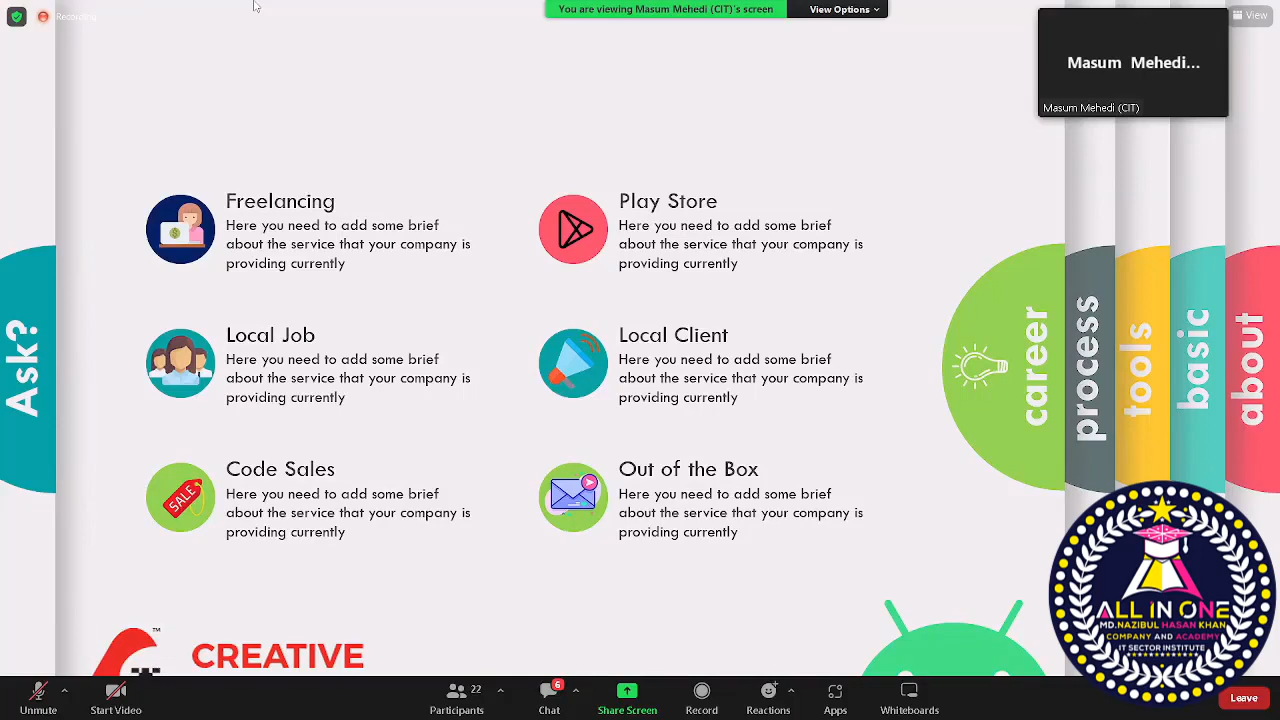 Recording
You are viewing Masum Mehedi (CIT)'s screen
View Options
View
Masum Mehedi...
Masum Mehedi (CIT)
Freelancing
Here you need to add some brief
about the service that your company is
providing currently
Play Store
Here you need to add some brief
about the service that your company is
providing currently
Local Job
Here you need to add some brief
about the service that your company is
providing currently
Local Client
Here you need to add some brief
about the service that your company is
providing currently
Code Sales
Here you need to add some brief
about the service that your company is
providing currently
Out of the Box
Here you need to add some brief
about the service that your company is
providing currently
SALE
Ask?
career
process
tools
basic
about
TM
CREATIVE
ALL IN ONE
MD.NAZIBUL HASAN KHAN
COMPANY AND ACADEMY
IT SECTOR INSTITUTE
Unmute
Start Video
22
Participants
6
Chat
Share Screen
Record
Reactions
Apps
Whiteboards
Leave